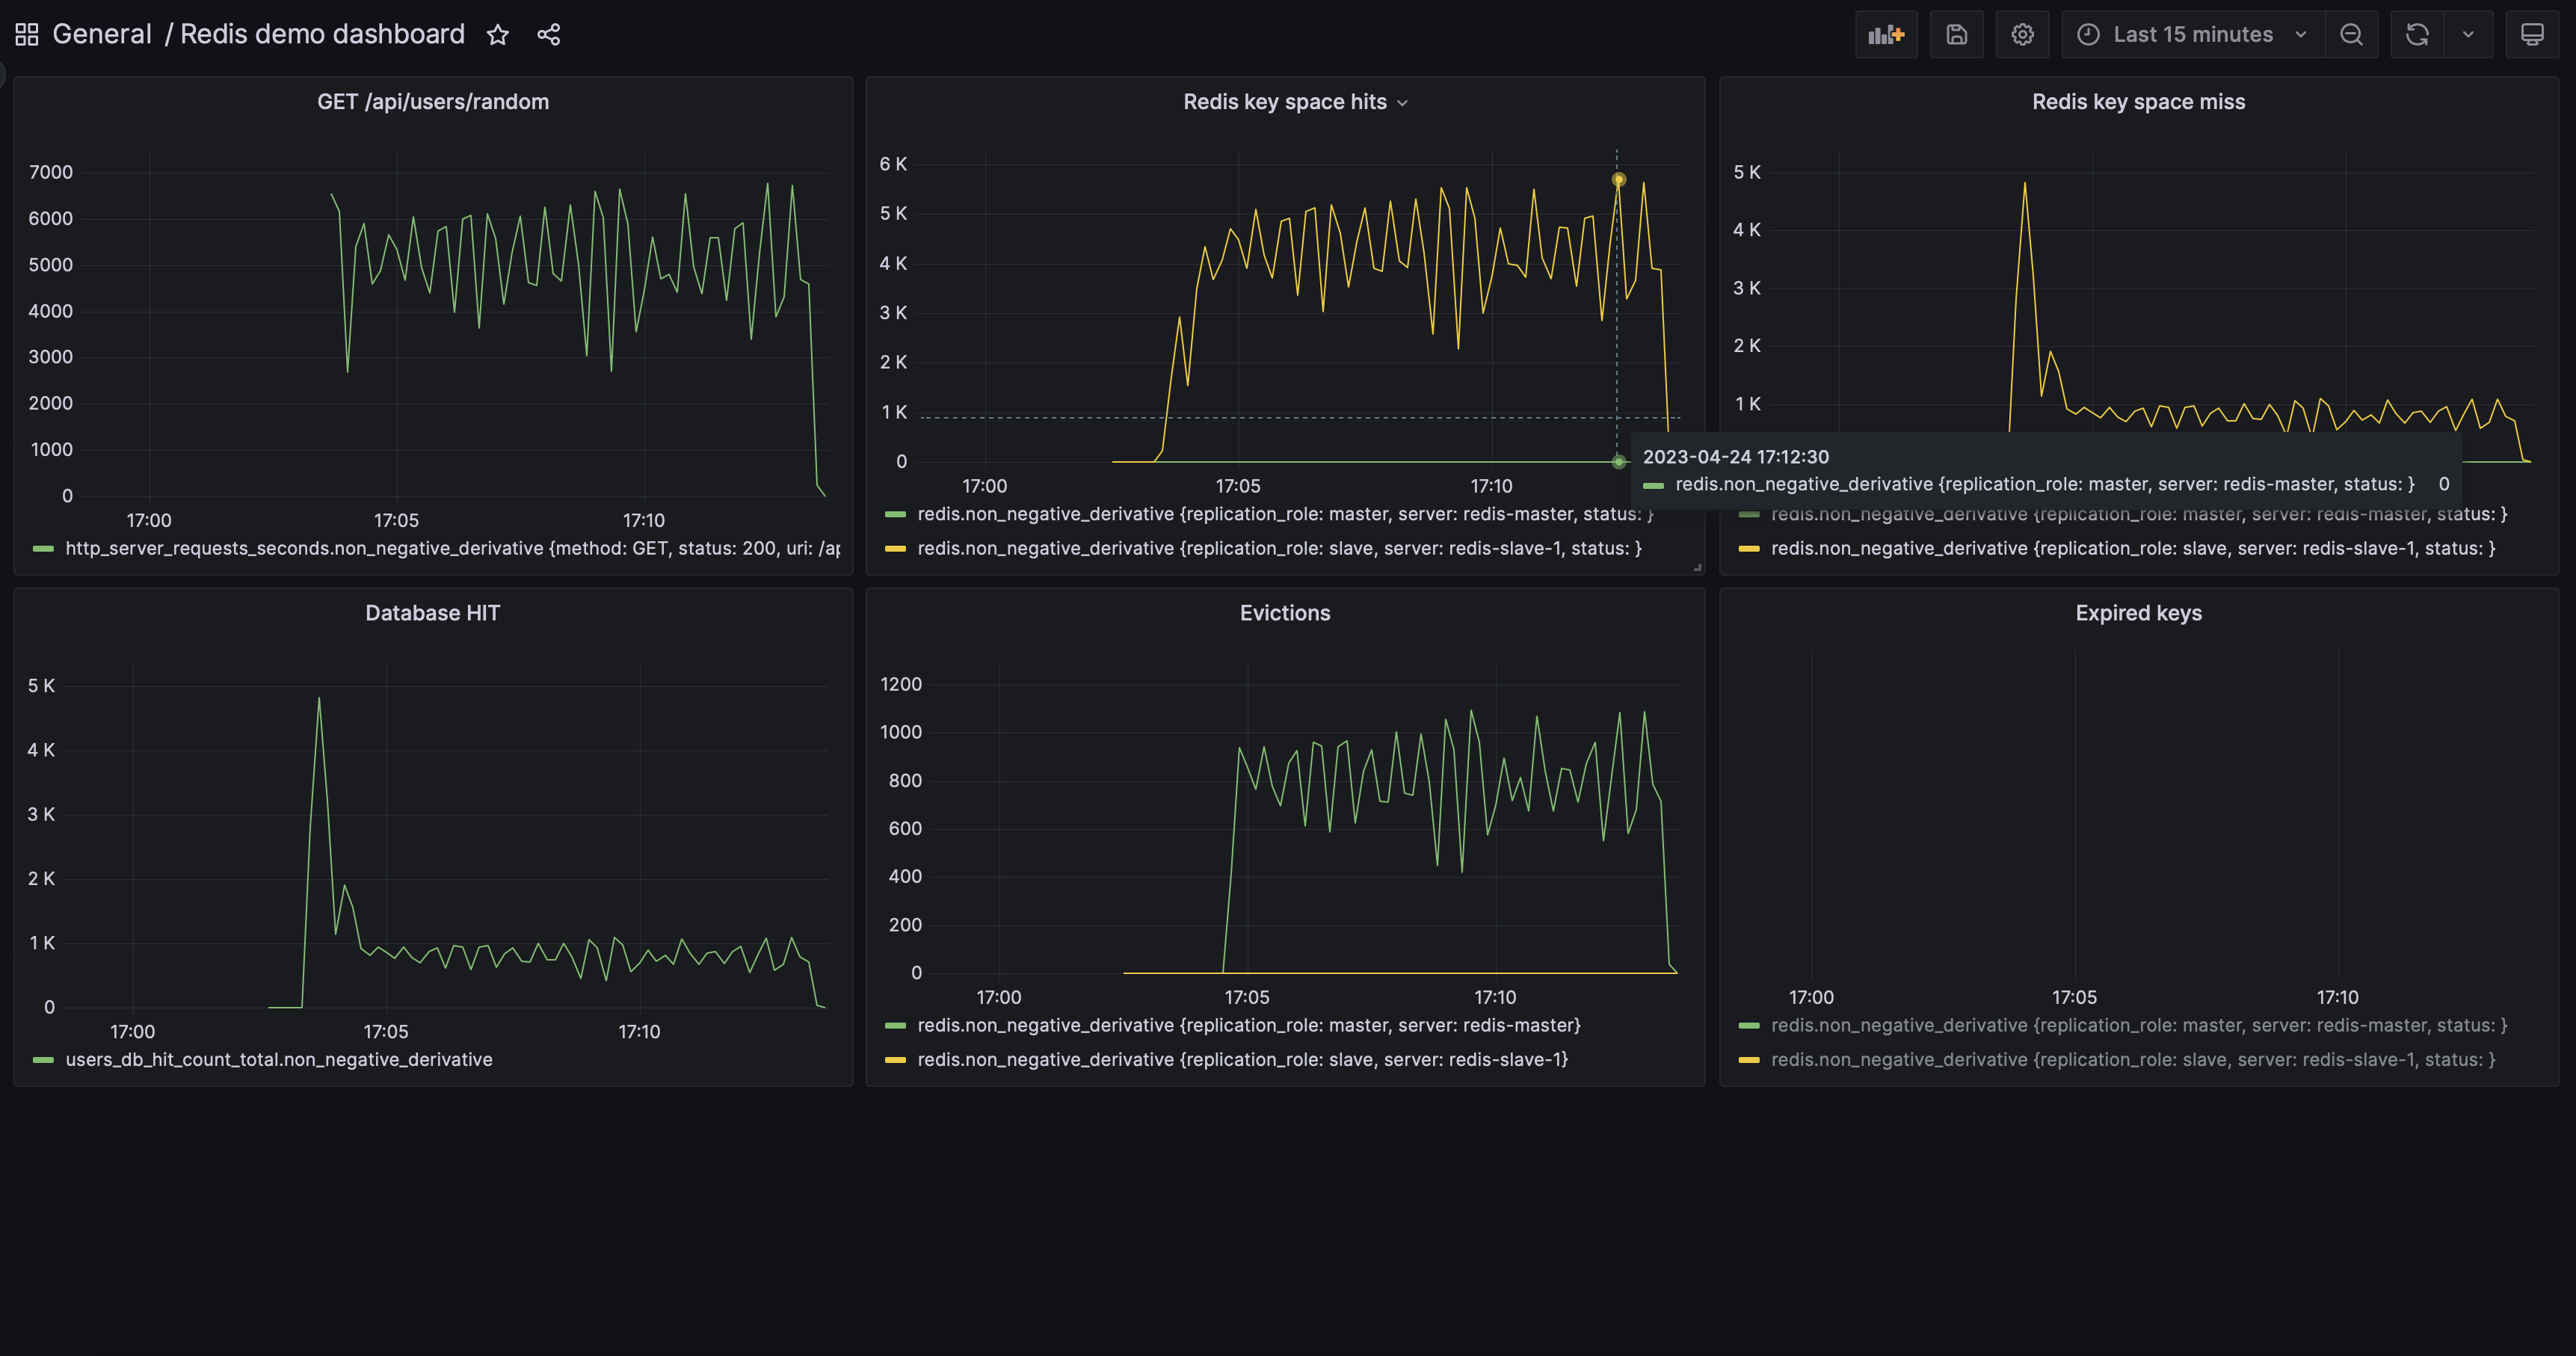 General / Redis demo dashboard
Last 15 minutes
GET /api/users/random
7000
6000
5000
4000
3000
2000
1000
0
17:00 17:05 17:10
http_server_requests_seconds.non_negative_derivative {method: GET, status: 200, uri: /ap
Redis key space hits
6 K
5 K
4 K
3 K
2 K
1 K
0
17:00 17:05 17:10
redis.non_negative_derivative {replication_role: master, server: redis-master, status: }
redis.non_negative_derivative {replication_role: slave, server: redis-slave-1, status: }
Redis key space miss
5 K
4 K
3 K
2 K
1 K
2023-04-24 17:12:30
redis.non_negative_derivative {replication_role: master, server: redis-master, status: } 0
redis.non_negative_derivative {replication_role: master, server: redis-master, status: }
redis.non_negative_derivative {replication_role: slave, server: redis-slave-1, status: }
Database HIT
5 K
4 K
3 K
2 K
1 K
0
17:00 17:05 17:10
users_db_hit_count_total.non_negative_derivative
Evictions
1200
1000
800
600
400
200
0
17:00 17:05 17:10
redis.non_negative_derivative {replication_role: master, server: redis-master}
redis.non_negative_derivative {replication_role: slave, server: redis-slave-1}
Expired keys
17:00 17:05 17:10
redis.non_negative_derivative {replication_role: master, server: redis-master, status: }
redis.non_negative_derivative {replication_role: slave, server: redis-slave-1, status: }